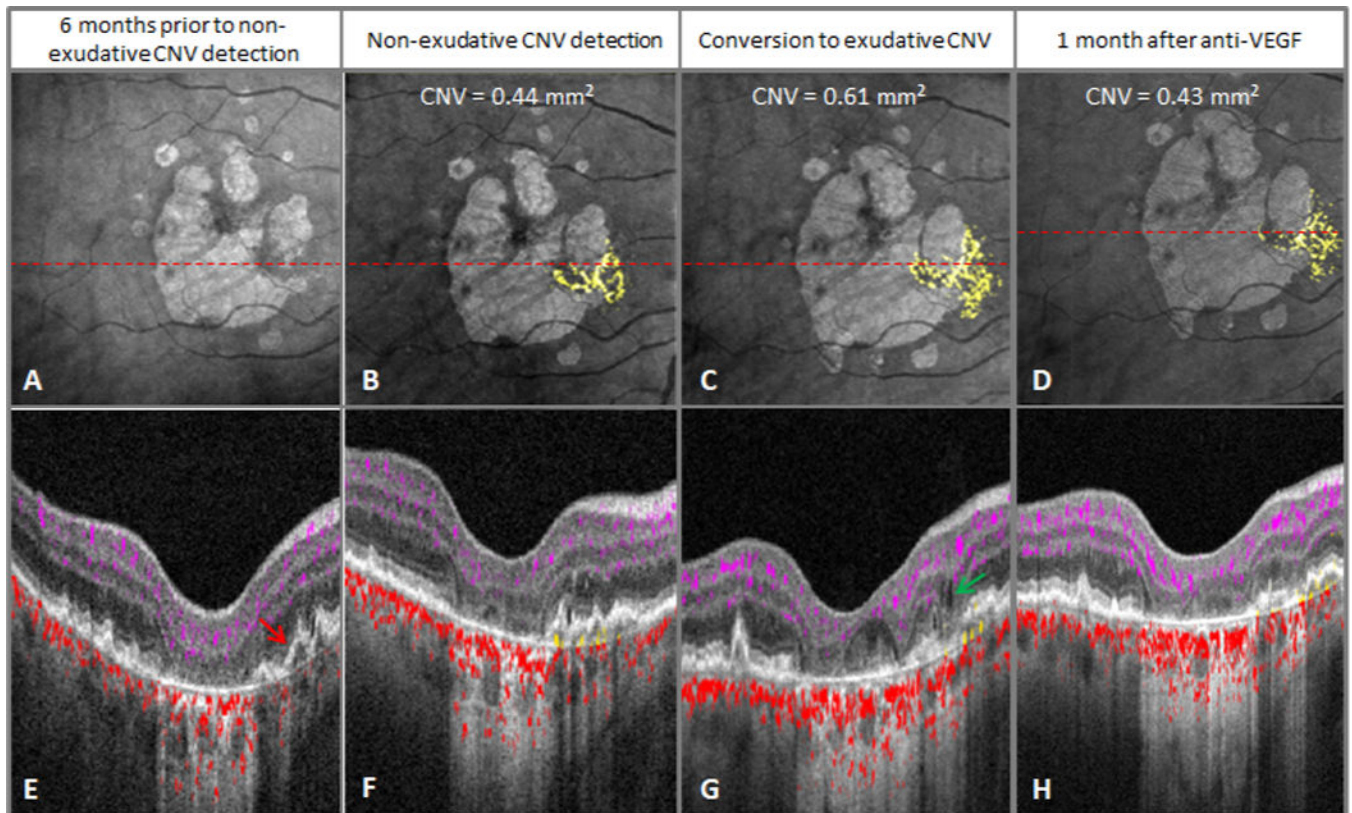 6 months prior to non-
exudative CNV detection
Non-exudative CNV detection
Conversion to exudative CNV
1 month after anti-VEGF
CNV = 0.44 mm²
CNV = 0.61 mm²
CNV = 0.43 mm²
A
B
C
D
E
F
G
H